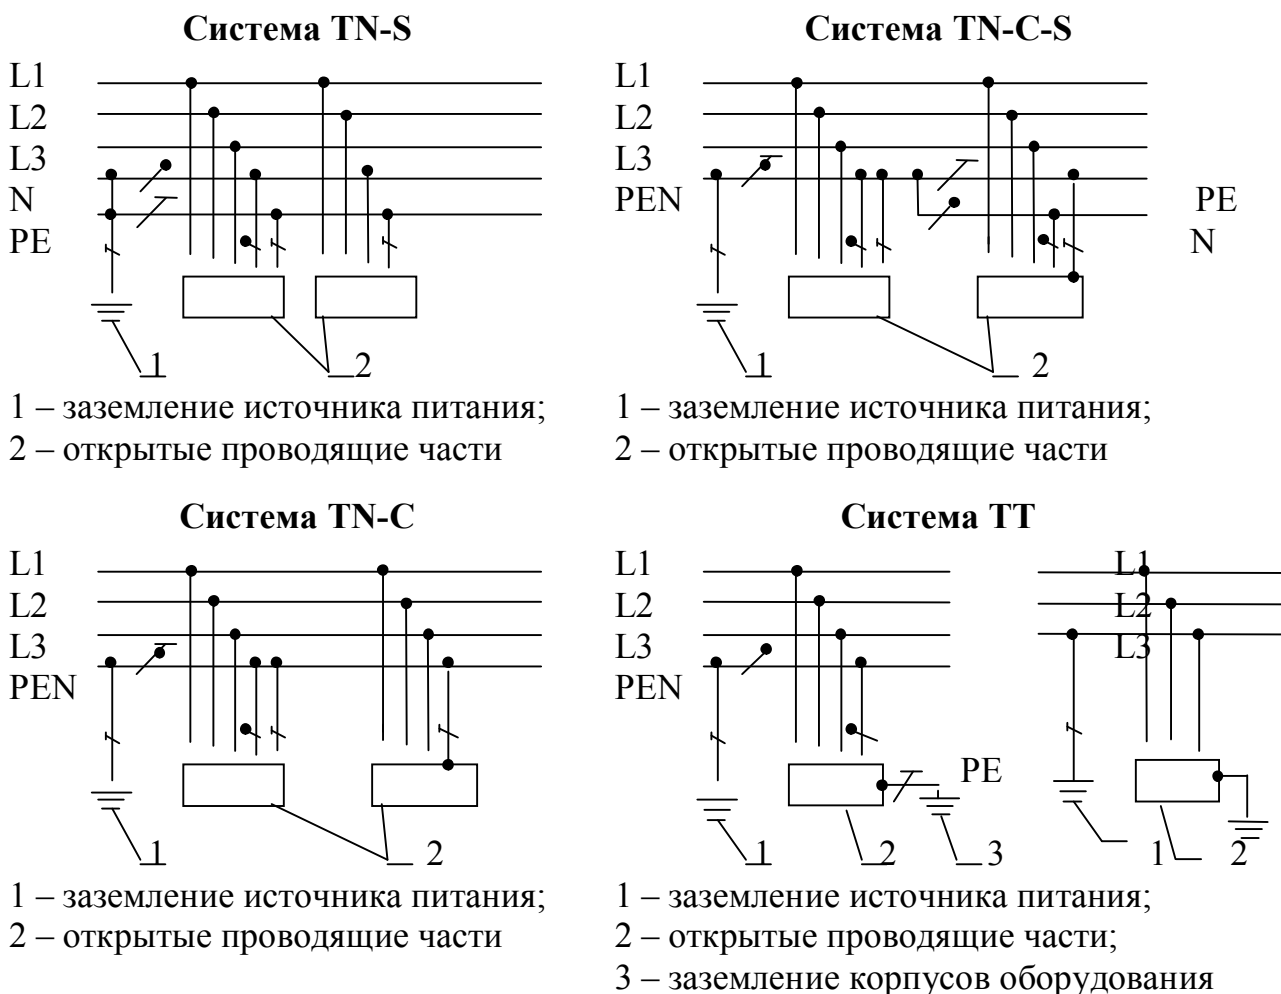 Система TN-S
L1
L2
L3
N
PE
1
2
1 – заземление источника питания;
2 – открытые проводящие части
Система TN-C-S
L1
L2
L3
PEN
PE
N
1
2
1 – заземление источника питания;
2 – открытые проводящие части
Система TN-C
L1
L2
L3
PEN
1
2
1 – заземление источника питания;
2 – открытые проводящие части
Система TT
L1
L2
L3
PEN
PE
1
2
3
L1
L2
L3
1
2
1 – заземление источника питания;
2 – открытые проводящие части;
3 – заземление корпусов оборудования